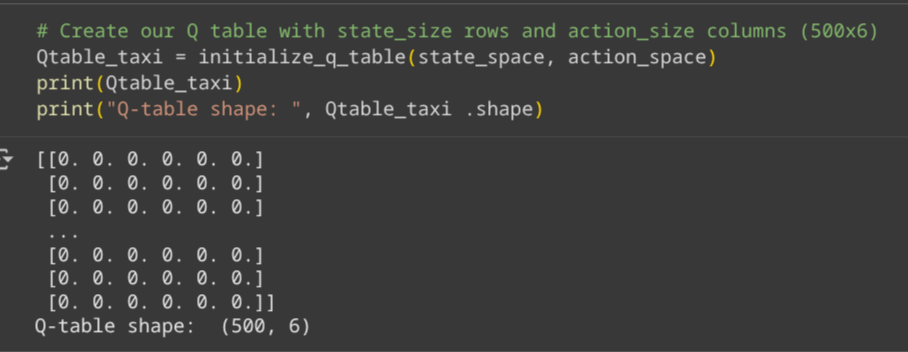 # Create our Q table with state_size rows and action_size columns (500x6)
Qtable_taxi = initialize_q_table(state_space, action_space)
print(Qtable_taxi)
print("Q-table shape: ", Qtable_taxi .shape)
[[0. 0. 0. 0. 0. 0.]
 [0. 0. 0. 0. 0. 0.]
 [0. 0. 0. 0. 0. 0.]
 ...
 [0. 0. 0. 0. 0. 0.]
 [0. 0. 0. 0. 0. 0.]
 [0. 0. 0. 0. 0. 0.]]
Q-table shape:  (500, 6)